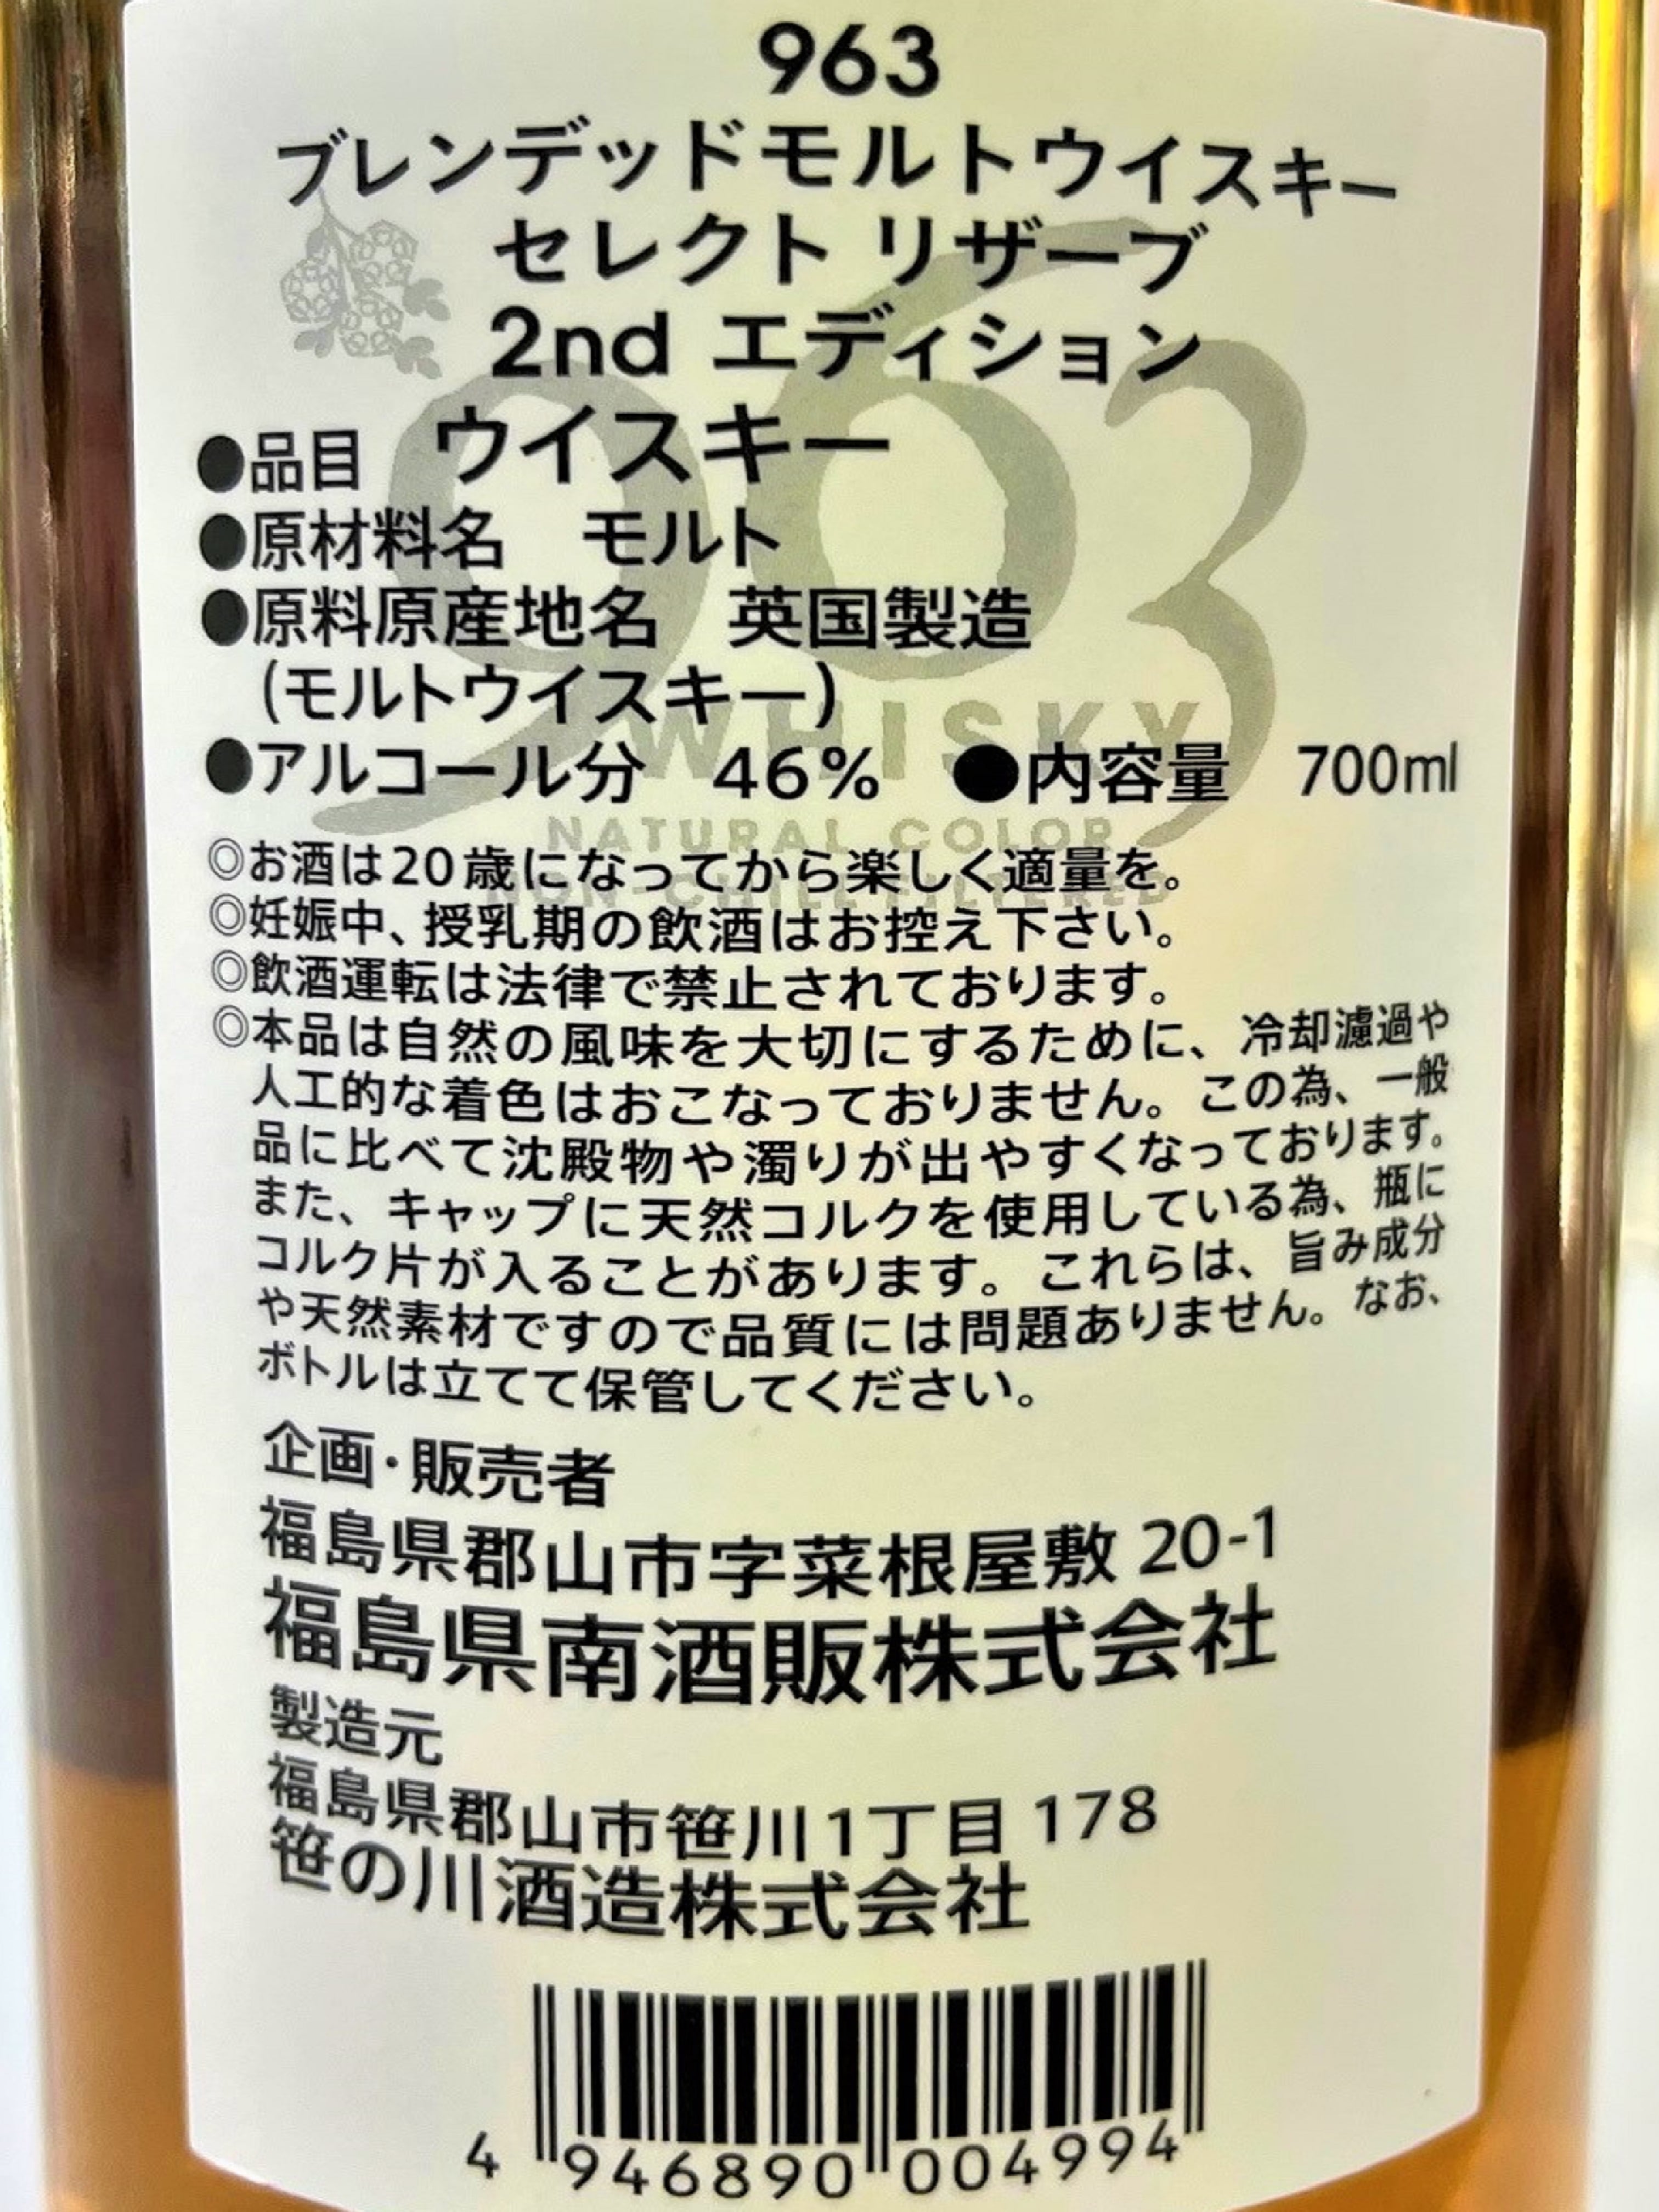 963
ブレンデッドモルトウイスキー
セレクト リザーブ
2nd エディション
●品目 ウイスキー
●原材料名 モルト
●原料原産地名 英国製造
(モルトウイスキー)
●アルコール分 46% ●内容量 700ml
◎お酒は20歳になってから楽しく適量を。
◎妊娠中、授乳期の飲酒はお控え下さい。
◎飲酒運転は法律で禁止されております。
◎本品は自然の風味を大切にするために、冷却濾過や
人工的な着色はおこなっておりません。この為、一般
品に比べて沈殿物や濁りが出やすくなっております。
また、キャップに天然コルクを使用している為、瓶に
コルク片が入ることがあります。これらは、旨み成分
や天然素材ですので品質には問題ありません。なお、
ボトルは立てて保管してください。
企画・販売者
福島県郡山市字菜根屋敷 20-1
福島県南酒販株式会社
製造元
福島県郡山市笹川1丁目178
笹の川酒造株式会社
4 946890 004994
963
WHISKY
NATURAL COLOR
NON-CHILL FILTERED